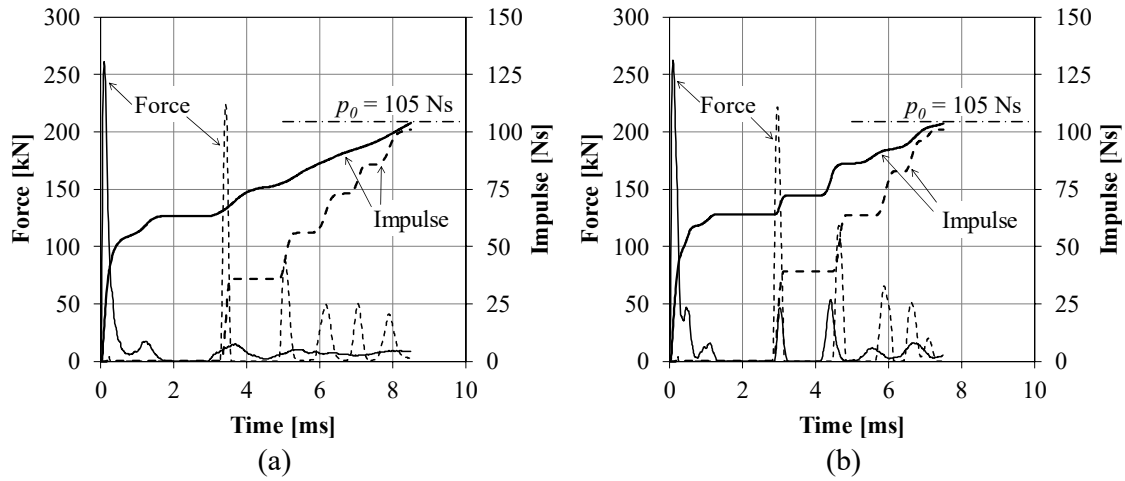 300
250
200
150
100
50
0
Force [kN]
150
125
100
75
50
25
0
Impulse [Ns]
0 2 4 6 8 10
Time [ms]
Force
p0 = 105 Ns
Impulse
(a)
300
250
200
150
100
50
0
Force [kN]
150
125
100
75
50
25
0
Impulse [Ns]
0 2 4 6 8 10
Time [ms]
Force
p0 = 105 Ns
Impulse
(b)